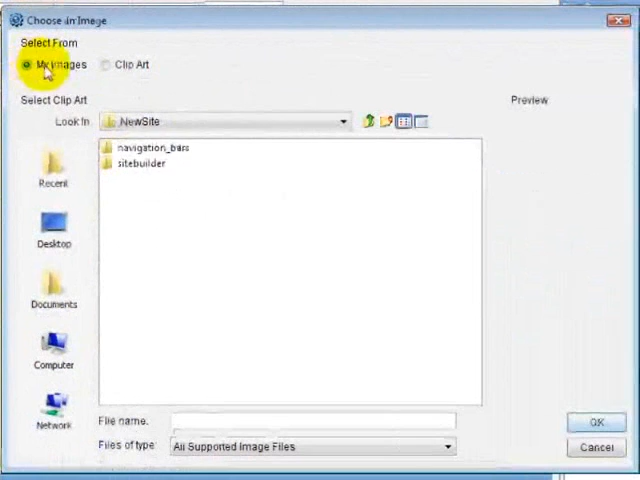 Choose an Image
Select From
My Images
Clip Art
Select Clip Art
Preview
Look In:
NewSite
navigation_bars
sitebuilder
Recent
Desktop
Documents
Computer
Network
File name:
OK
Files of type:
All Supported Image Files
Cancel